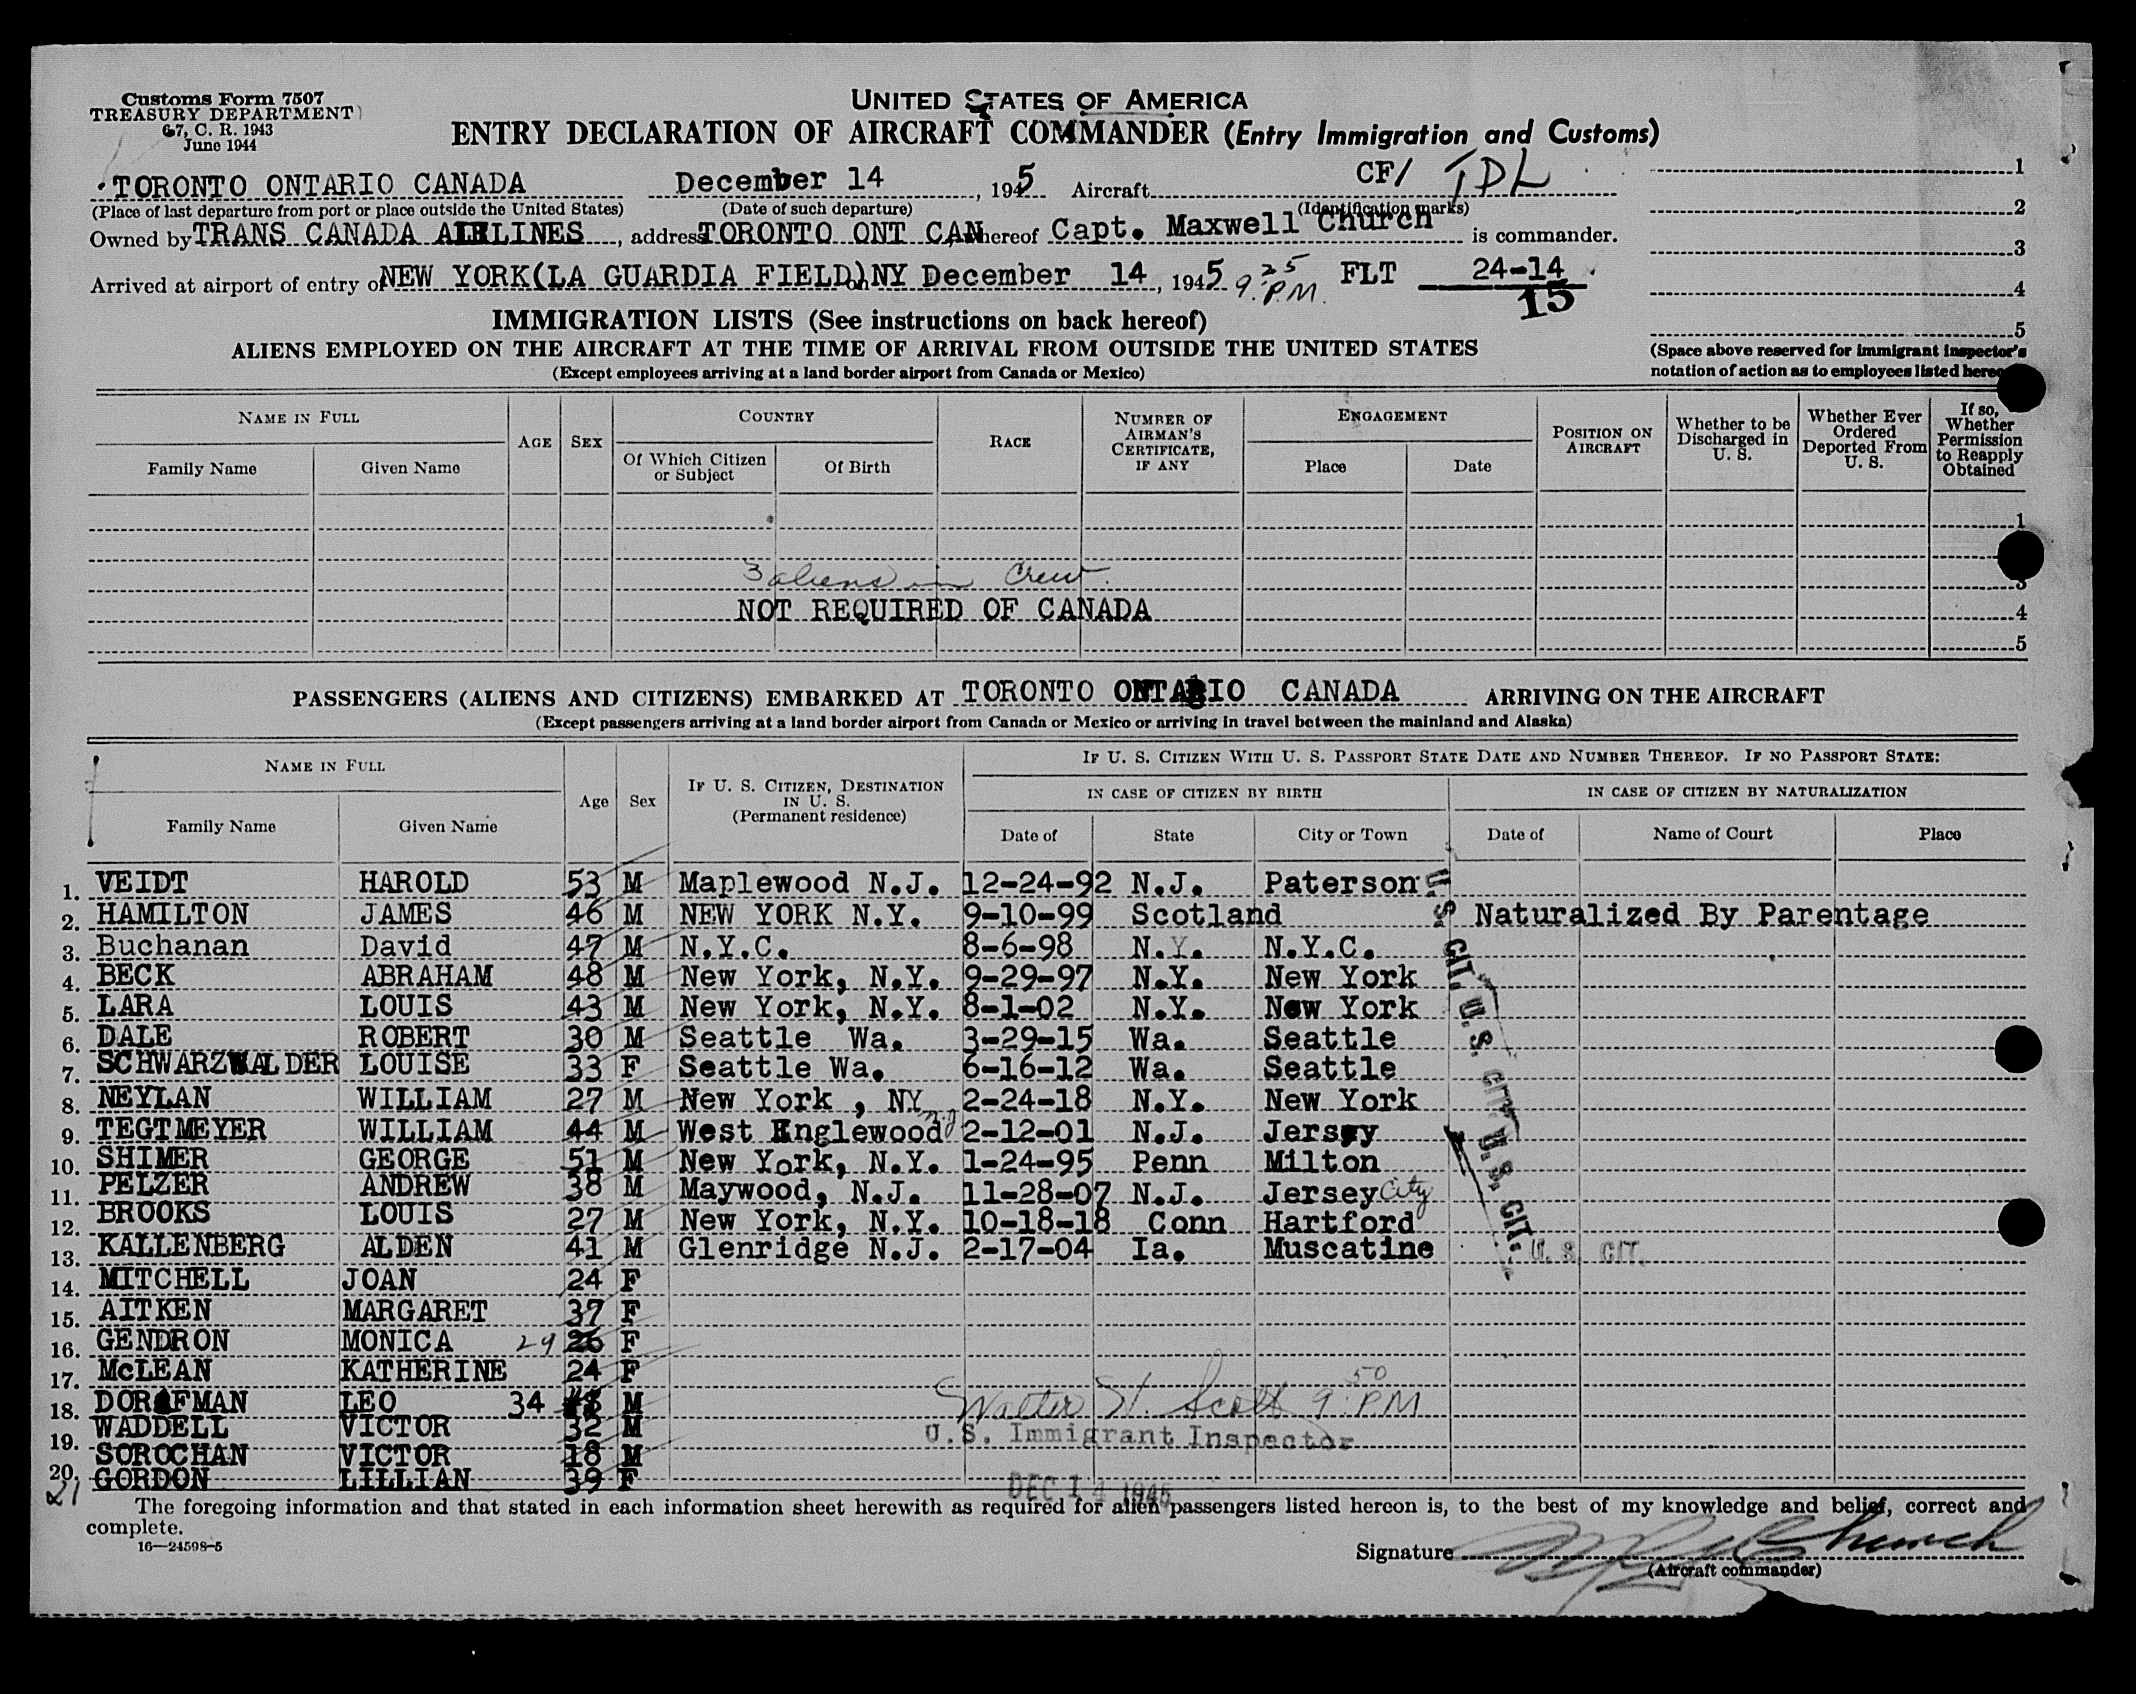 Customs Form 7507
TREASURY DEPARTMENT
67, C. R. 1943
June 1944
UNITED STATES OF AMERICA
ENTRY DECLARATION OF AIRCRAFT COMMANDER (Entry Immigration and Customs)
TORONTO ONTARIO CANADA December 14, 1945 Aircraft CF/ TDL 1
(Place of last departure from port or place outside the United States) (Date of such departure) (Identification marks)
2
Owned by TRANS CANADA AIRLINES, address TORONTO ONT CAN hereof Capt. Maxwell Church is commander.
3
Arrived at airport of entry of NEW YORK(LA GUARDIA FIELD) on NY December 14, 1945 9:25 P.M. FLT 24-14
15
4
5
(Space above reserved for immigrant inspector's
notation of action as to employees listed hereon
IMMIGRATION LISTS (See instructions on back hereof)
ALIENS EMPLOYED ON THE AIRCRAFT AT THE TIME OF ARRIVAL FROM OUTSIDE THE UNITED STATES
(Except employees arriving at a land border airport from Canada or Mexico)
NAME IN FULL AGE SEX COUNTRY RACE NUMBER OF AIRMAN'S CERTIFICATE, IF ANY ENGAGEMENT POSITION ON AIRCRAFT Whether to be Discharged in U. S. Whether Ever Ordered Deported From U. S. If so, Whether Permission to Reapply Obtained
Family Name Given Name Of Which Citizen or Subject Of Birth Place Date
1
3 aliens in Crew. 3
NOT REQUIRED OF CANADA 4
5
PASSENGERS (ALIENS AND CITIZENS) EMBARKED AT TORONTO ONTARIO CANADA ARRIVING ON THE AIRCRAFT
(Except passengers arriving at a land border airport from Canada or Mexico or arriving in travel between the mainland and Alaska)
NAME IN FULL Age Sex IF U. S. CITIZEN, DESTINATION IN U. S. (Permanent residence) IF U. S. CITIZEN WITH U. S. PASSPORT STATE DATE AND NUMBER THEREOF. IF NO PASSPORT STATE:
IN CASE OF CITIZEN BY BIRTH IN CASE OF CITIZEN BY NATURALIZATION
Family Name Given Name Date of State City or Town Date of Name of Court Place
1. VEIDT HAROLD 53 M Maplewood N.J. 12-24-92 N.J. Paterson
2. HAMILTON JAMES 46 M NEW YORK N.Y. 9-10-99 Scotland Naturalized By Parentage
3. Buchanan David 47 M N.Y.C. 8-6-98 N.Y. N.Y.C.
4. BECK ABRAHAM 48 M New York, N.Y. 9-29-97 N.Y. New York
5. LARA LOUIS 43 M New York, N.Y. 8-1-02 N.Y. New York
6. DALE ROBERT 30 M Seattle Wa. 3-29-15 Wa. Seattle
7. SCHWARZWALDER LOUISE 33 F Seattle Wa. 6-16-12 Wa. Seattle
8. NEYLAN WILLIAM 27 M New York , NY 2-24-18 N.Y. New York
9. TEGTMEYER WILLIAM 44 M West Englewood NJ 2-12-01 N.J. Jersey
10. SHIMER GEORGE 51 M New York, N.Y. 1-24-95 Penn Milton
11. PELZER ANDREW 38 M Maywood, N.J. 11-28-07 N.J. Jersey City
12. BROOKS LOUIS 27 M New York, N.Y. 10-18-18 Conn Hartford
13. KALLENBERG ALDEN 41 M Glenridge N.J. 2-17-04 Ia. Muscatine
U. S. CIT. U. S. CIT. U. S. CIT. U. S. CIT.
14. MITCHELL JOAN 24 F
15. AITKEN MARGARET 37 F
16. GENDRON MONICA 29 26 F
17. McLEAN KATHERINE 24 F
18. DORFMAN LEO 34 M
19. WADDELL VICTOR 32 M
20. SOROCHAN VICTOR 18 M
21 GORDON LILLIAN 39 F
Walter H. Scott 9:50 PM
U.S. Immigrant Inspector
DEC 14 1945
The foregoing information and that stated in each information sheet herewith as required for alien passengers listed hereon is, to the best of my knowledge and belief, correct and
complete.
16—24598-5
Signature Church
(Aircraft commander)